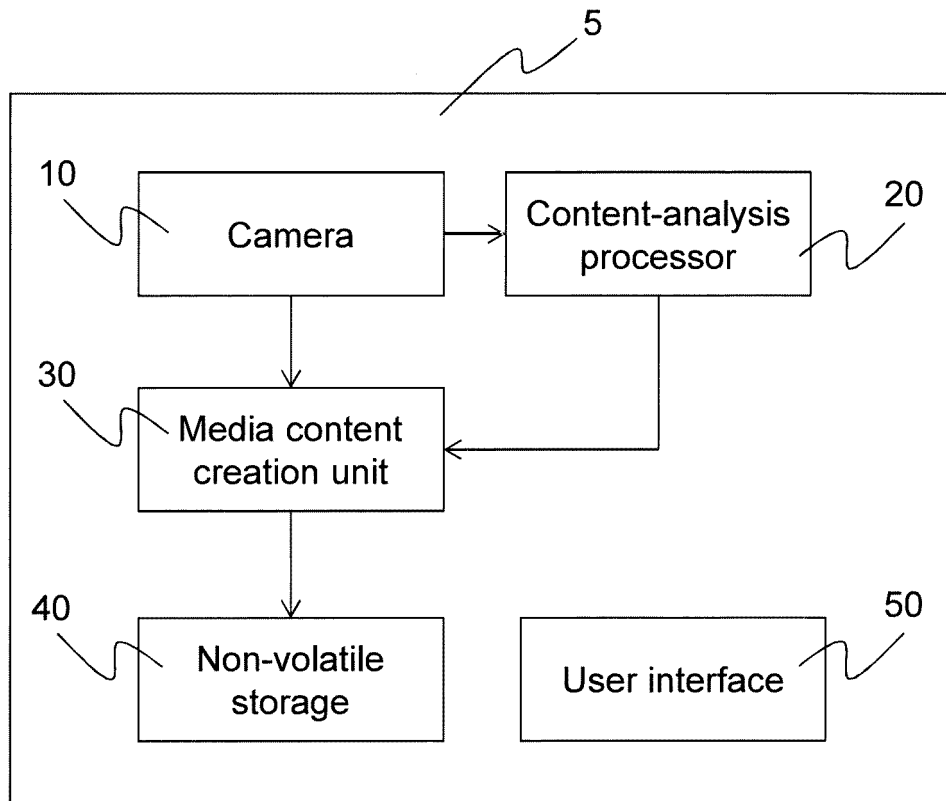 5
10
Camera
Content-analysis
processor
20
30
Media content
creation unit
40
Non-volatile
storage
50
User interface